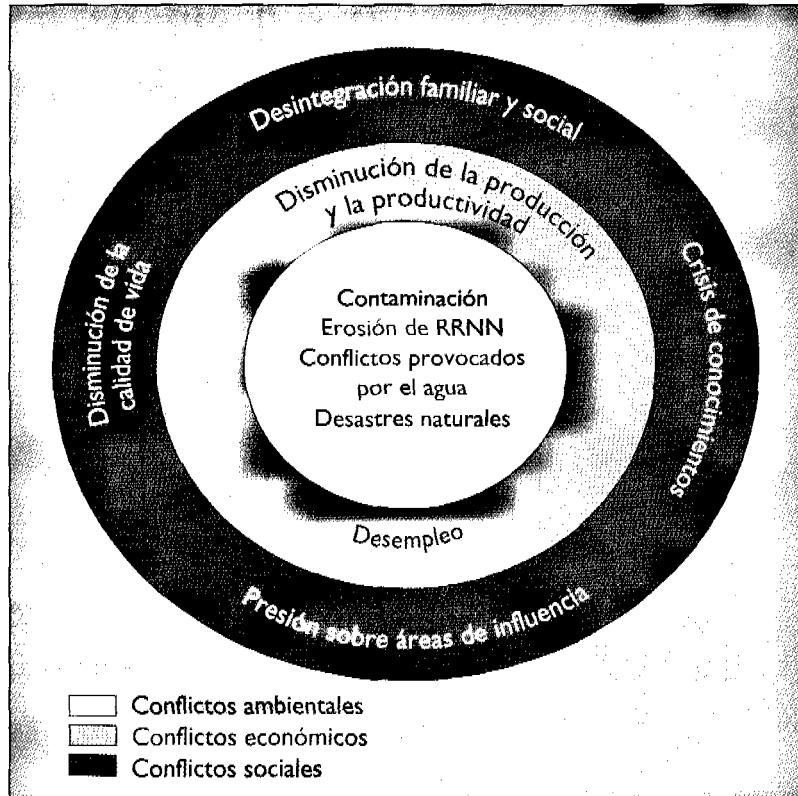 Desintegración familiar y social
Disminución de la producción
y la productividad
Disminución de la
calidad de vida
Crisis de conocimientos
Contaminación
Erosión de RRNN
Conflictos provocados
por el agua
Desastres naturales
Desempleo
Presión sobre áreas de influencia
Conflictos ambientales
Conflictos económicos
Conflictos sociales